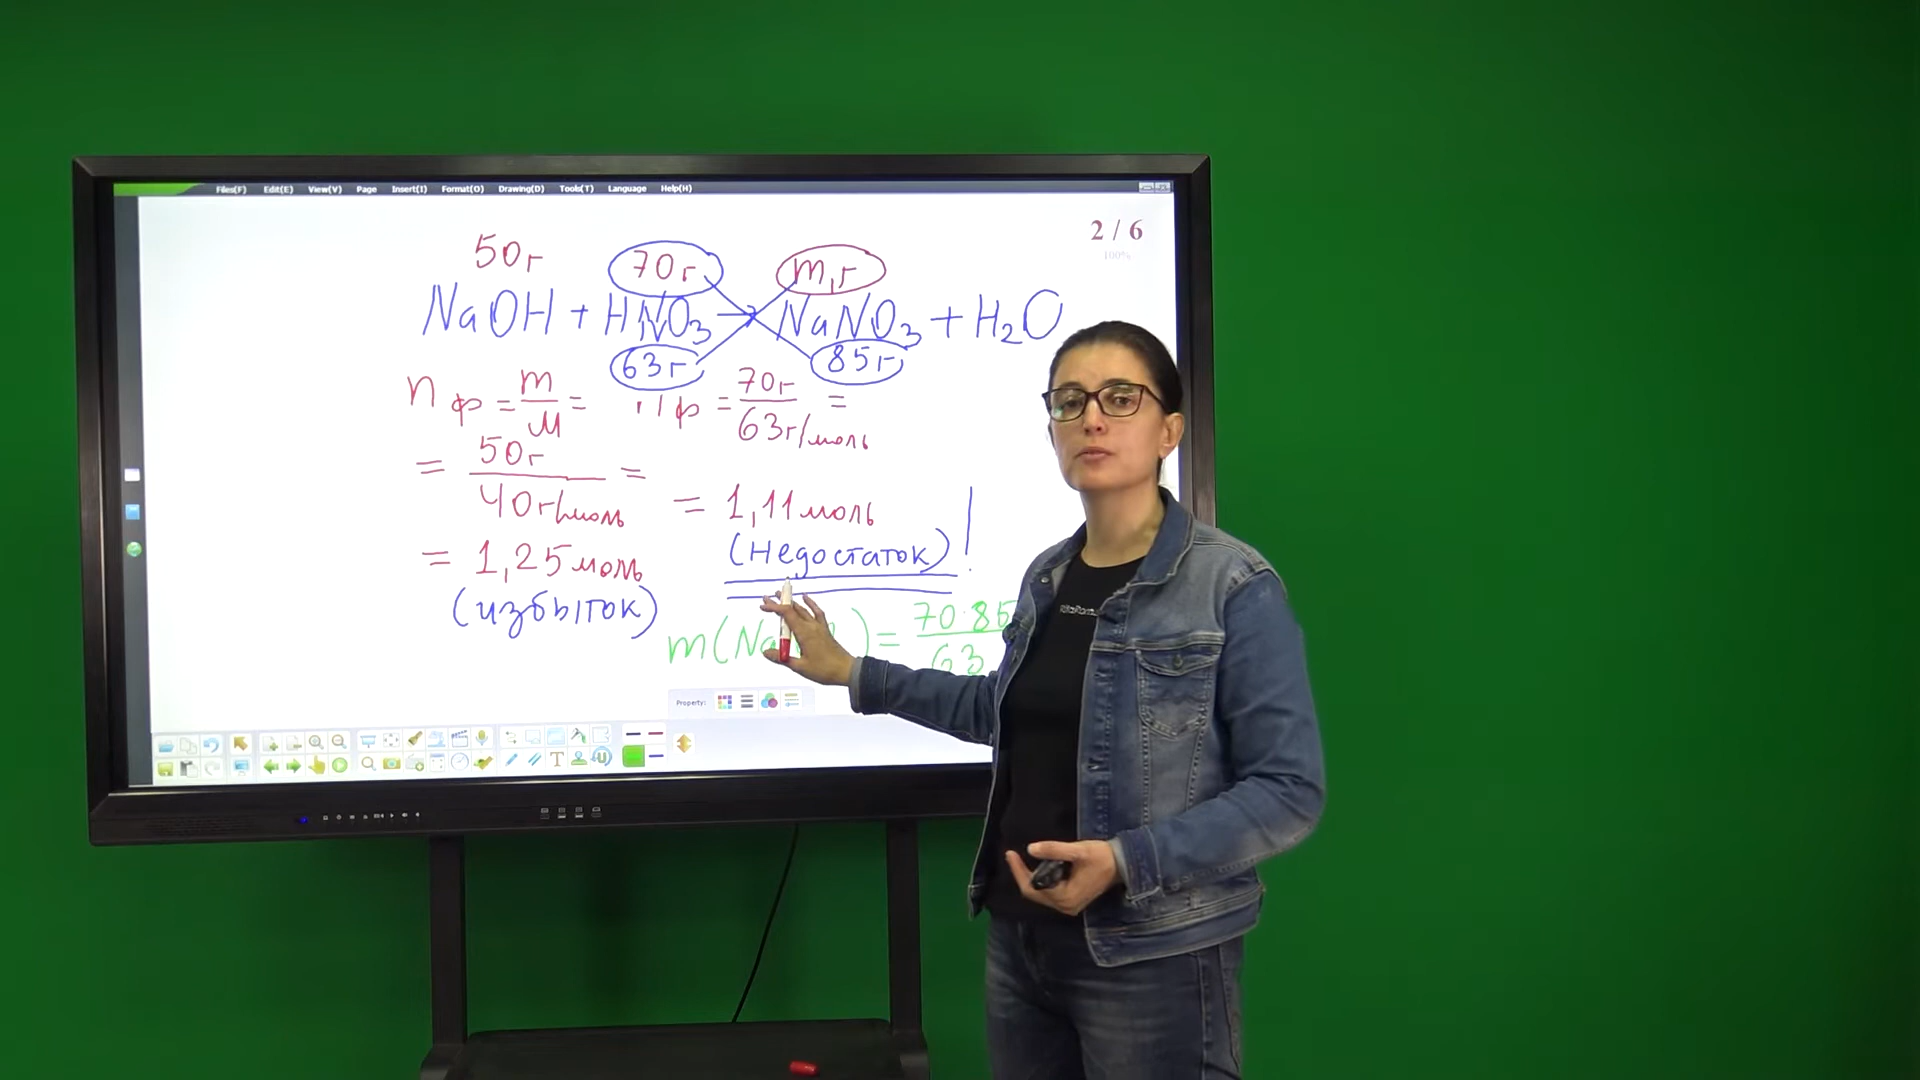 Files(F) Edit(E) View(V) Page Insert(I) Format(O) Drawing(D) Tools(T) Language Help(H)
2 / 6
100%
50г 70г m,г
NaOH + HNO₃ → NaNO₃ + H₂O
63г 85г
n ф = m/M =
= 50г / 40г/моль =
= 1,25 моль
(избыток)
n ф = 70г / 63г/моль =
= 1,11 моль
(недостаток) !
m(Na ) = 70·85 / 63
Property: